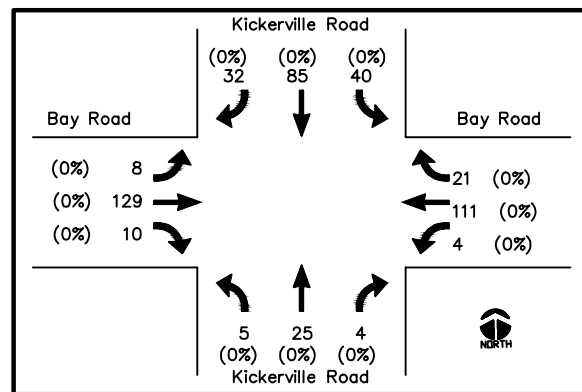 Kickerville Road
(0%) (0%) (0%)
32 85 40
Bay Road
Bay Road
(0%) 8
(0%) 129
(0%) 10
21 (0%)
111 (0%)
4 (0%)
5 25 4
(0%) (0%) (0%)
Kickerville Road
NORTH